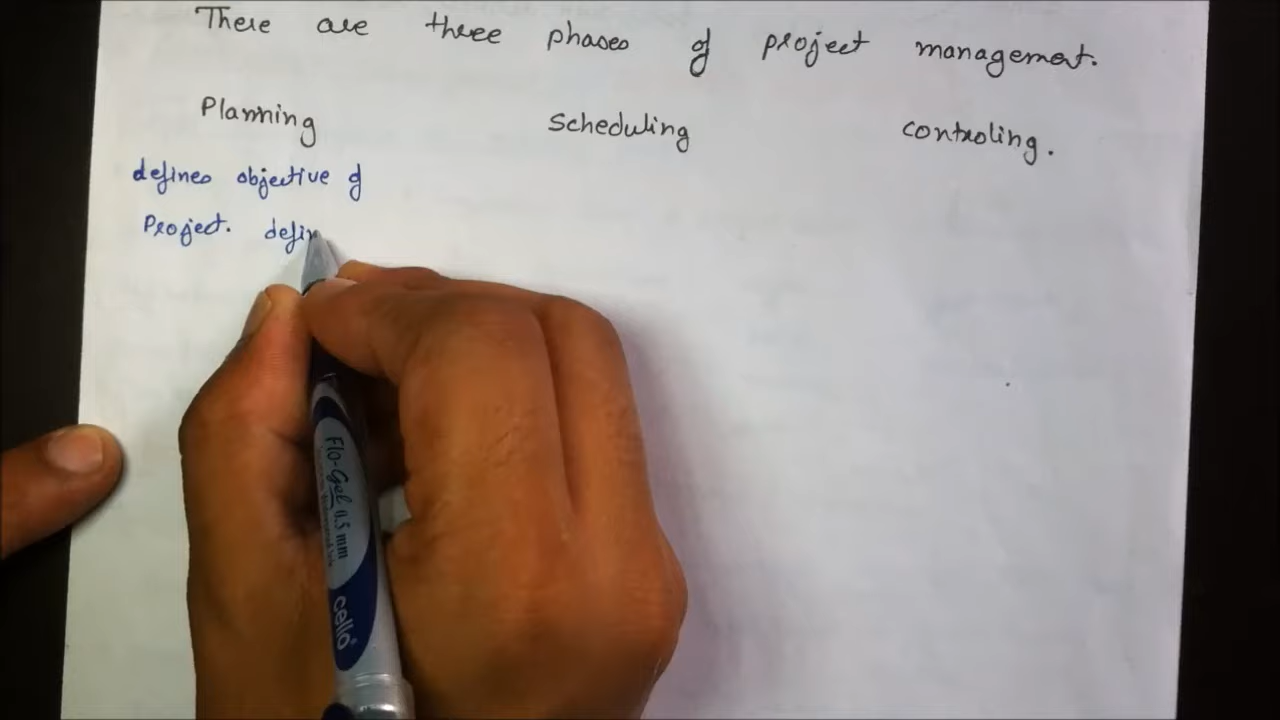 There are three phases of project management.
Planning Scheduling controling.
defines objective of
Project. defin
Flo-Gel 0.5 mm
cello